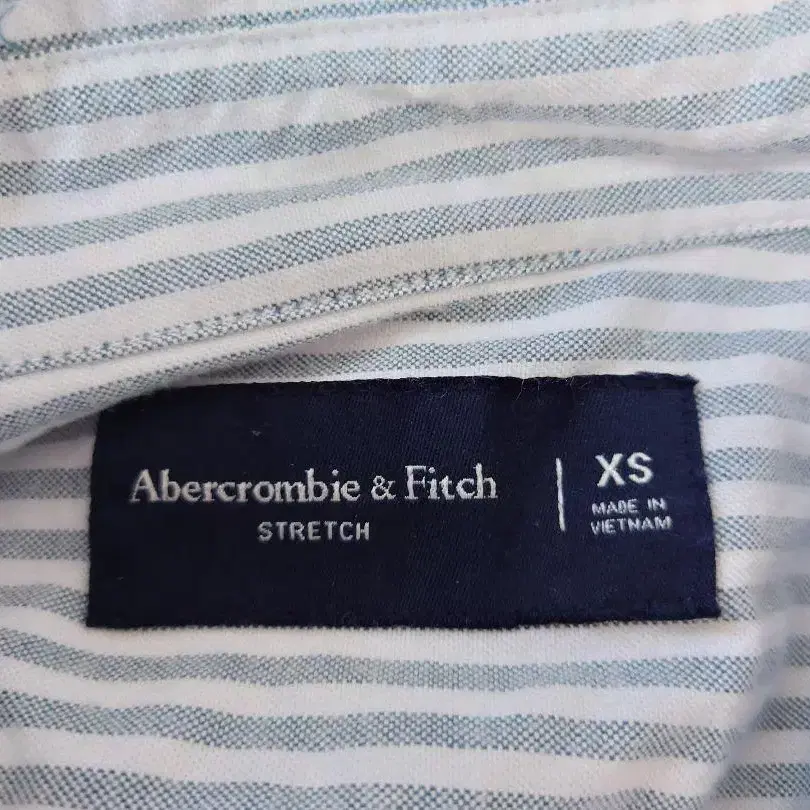 Abercrombie & Fitch
STRETCH
XS
MADE IN
VIETNAM